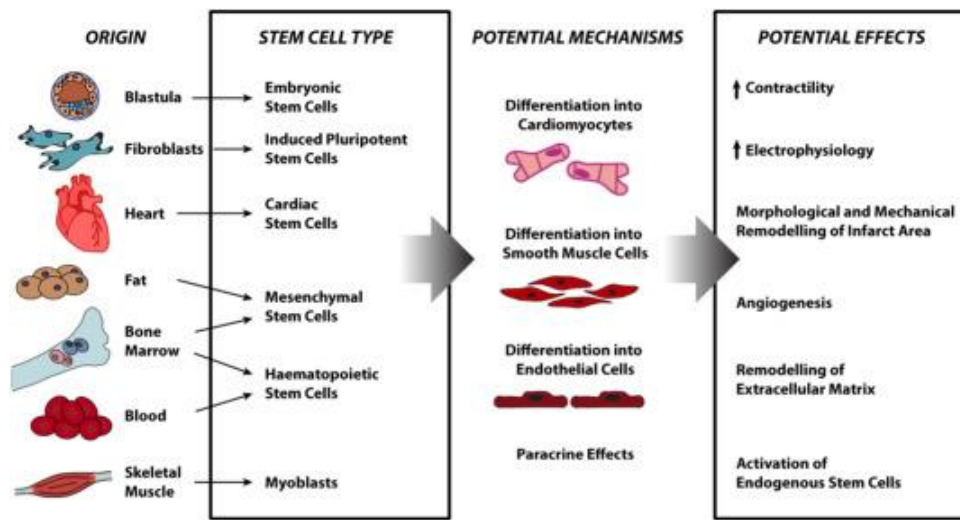 ORIGIN
Blastula
Fibroblasts
Heart
Fat
Bone
Marrow
Blood
Skeletal
Muscle
STEM CELL TYPE
Embryonic
Stem Cells
Induced Pluripotent
Stem Cells
Cardiac
Stem Cells
Mesenchymal
Stem Cells
Haematopoietic
Stem Cells
Myoblasts
POTENTIAL MECHANISMS
Differentiation into
Cardiomyocytes
Differentiation into
Smooth Muscle Cells
Differentiation into
Endothelial Cells
Paracrine Effects
POTENTIAL EFFECTS
Contractility
Electrophysiology
Morphological and Mechanical
Remodelling of Infarct Area
Angiogenesis
Remodelling of
Extracellular Matrix
Activation of
Endogenous Stem Cells